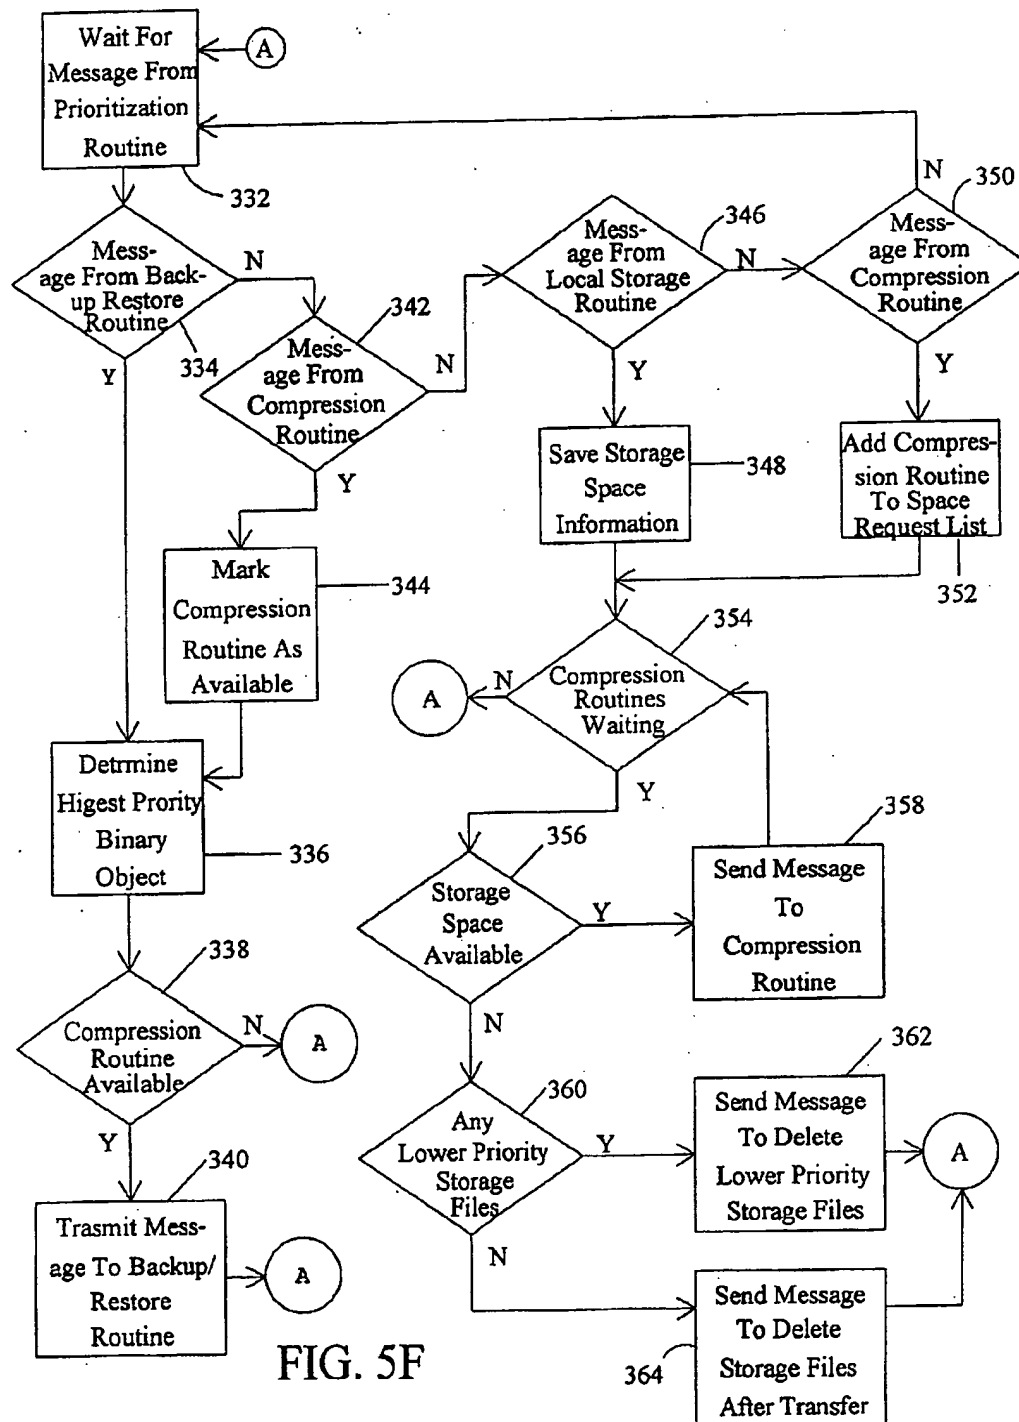 Wait For
Message From
Prioritization
Routine
A
332
Mess-
age From Back-
up Restore
Routine
334
N
Y
342
Mess-
age From
Compression
Routine
N
Y
346
Mess-
age From
Local Storage
Routine
N
Y
350
N
Mess-
age From
Compression
Routine
Y
Mark
Compression
Routine As
Available
344
Save Storage
Space
Information
348
Add Compres-
sion Routine
To Space
Request List
352
354
Compression
Routines
Waiting
N
A
Y
Detrmine
Higest Prority
Binary
Object
336
356
Storage
Space
Available
Y
N
358
Send Message
To
Compression
Routine
338
Compression
Routine
Available
N
A
Y
360
Any
Lower Priority
Storage
Files
Y
N
362
Send Message
To Delete
Lower Priority
Storage Files
A
340
Trasmit Mess-
age To Backup/
Restore
Routine
A
364
Send Message
To Delete
Storage Files
After Transfer
FIG. 5F